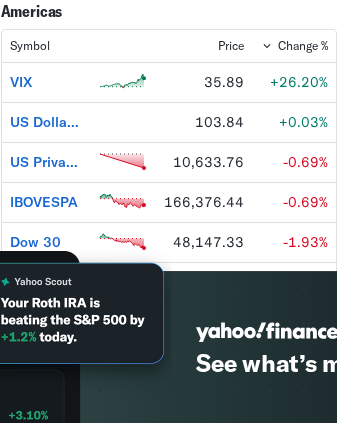 Americas
Symbol Price Change %
VIX 35.89 +26.20%
US Dolla... 103.84 +0.03%
US Priva... 10,633.76 -0.69%
IBOVESPA 166,376.44 -0.69%
Dow 30 48,147.33 -1.93%
Yahoo Scout
Your Roth IRA is
beating the S&P 500 by
+1.2% today.
yahoo!finance
See what's m
+3.10%